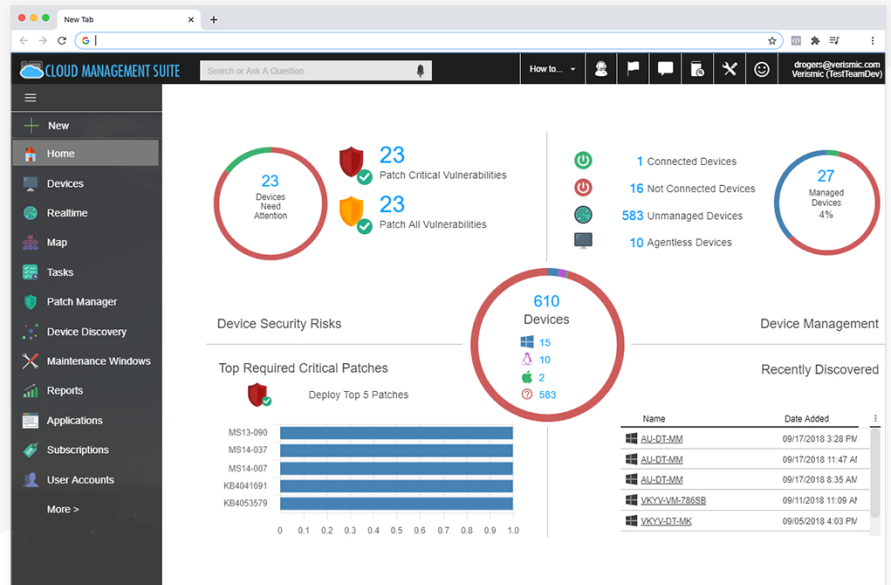 New Tab
CLOUD MANAGEMENT SUITE
Search or Ask A Question
How to...
drogers@verismic.com
Verismic (TestTeamDev)
New
Home
Devices
Realtime
Map
Tasks
Patch Manager
Device Discovery
Maintenance Windows
Reports
Applications
Subscriptions
User Accounts
More >
23
Devices
Need
Attention
23
Patch Critical Vulnerabilities
23
Patch All Vulnerabilities
1 Connected Devices
16 Not Connected Devices
583 Unmanaged Devices
10 Agentless Devices
27
Managed
Devices
4%
Device Security Risks
610
Devices
15
10
2
583
Device Management
Top Required Critical Patches
Deploy Top 5 Patches
MS13-090
MS14-037
MS14-007
KB4041691
KB4053579
0 0.1 0.2 0.3 0.4 0.5 0.6 0.7 0.8 0.9 1.0
Recently Discovered
Name Date Added
AU-DT-MM 09/17/2018 3:28 PM
AU-DT-MM 09/17/2018 11:47 AM
AU-DT-MM 09/17/2018 8:35 AM
VKYV-VM-786SB 09/11/2018 11:09 AM
VKYV-DT-MK 09/05/2018 4:03 PM